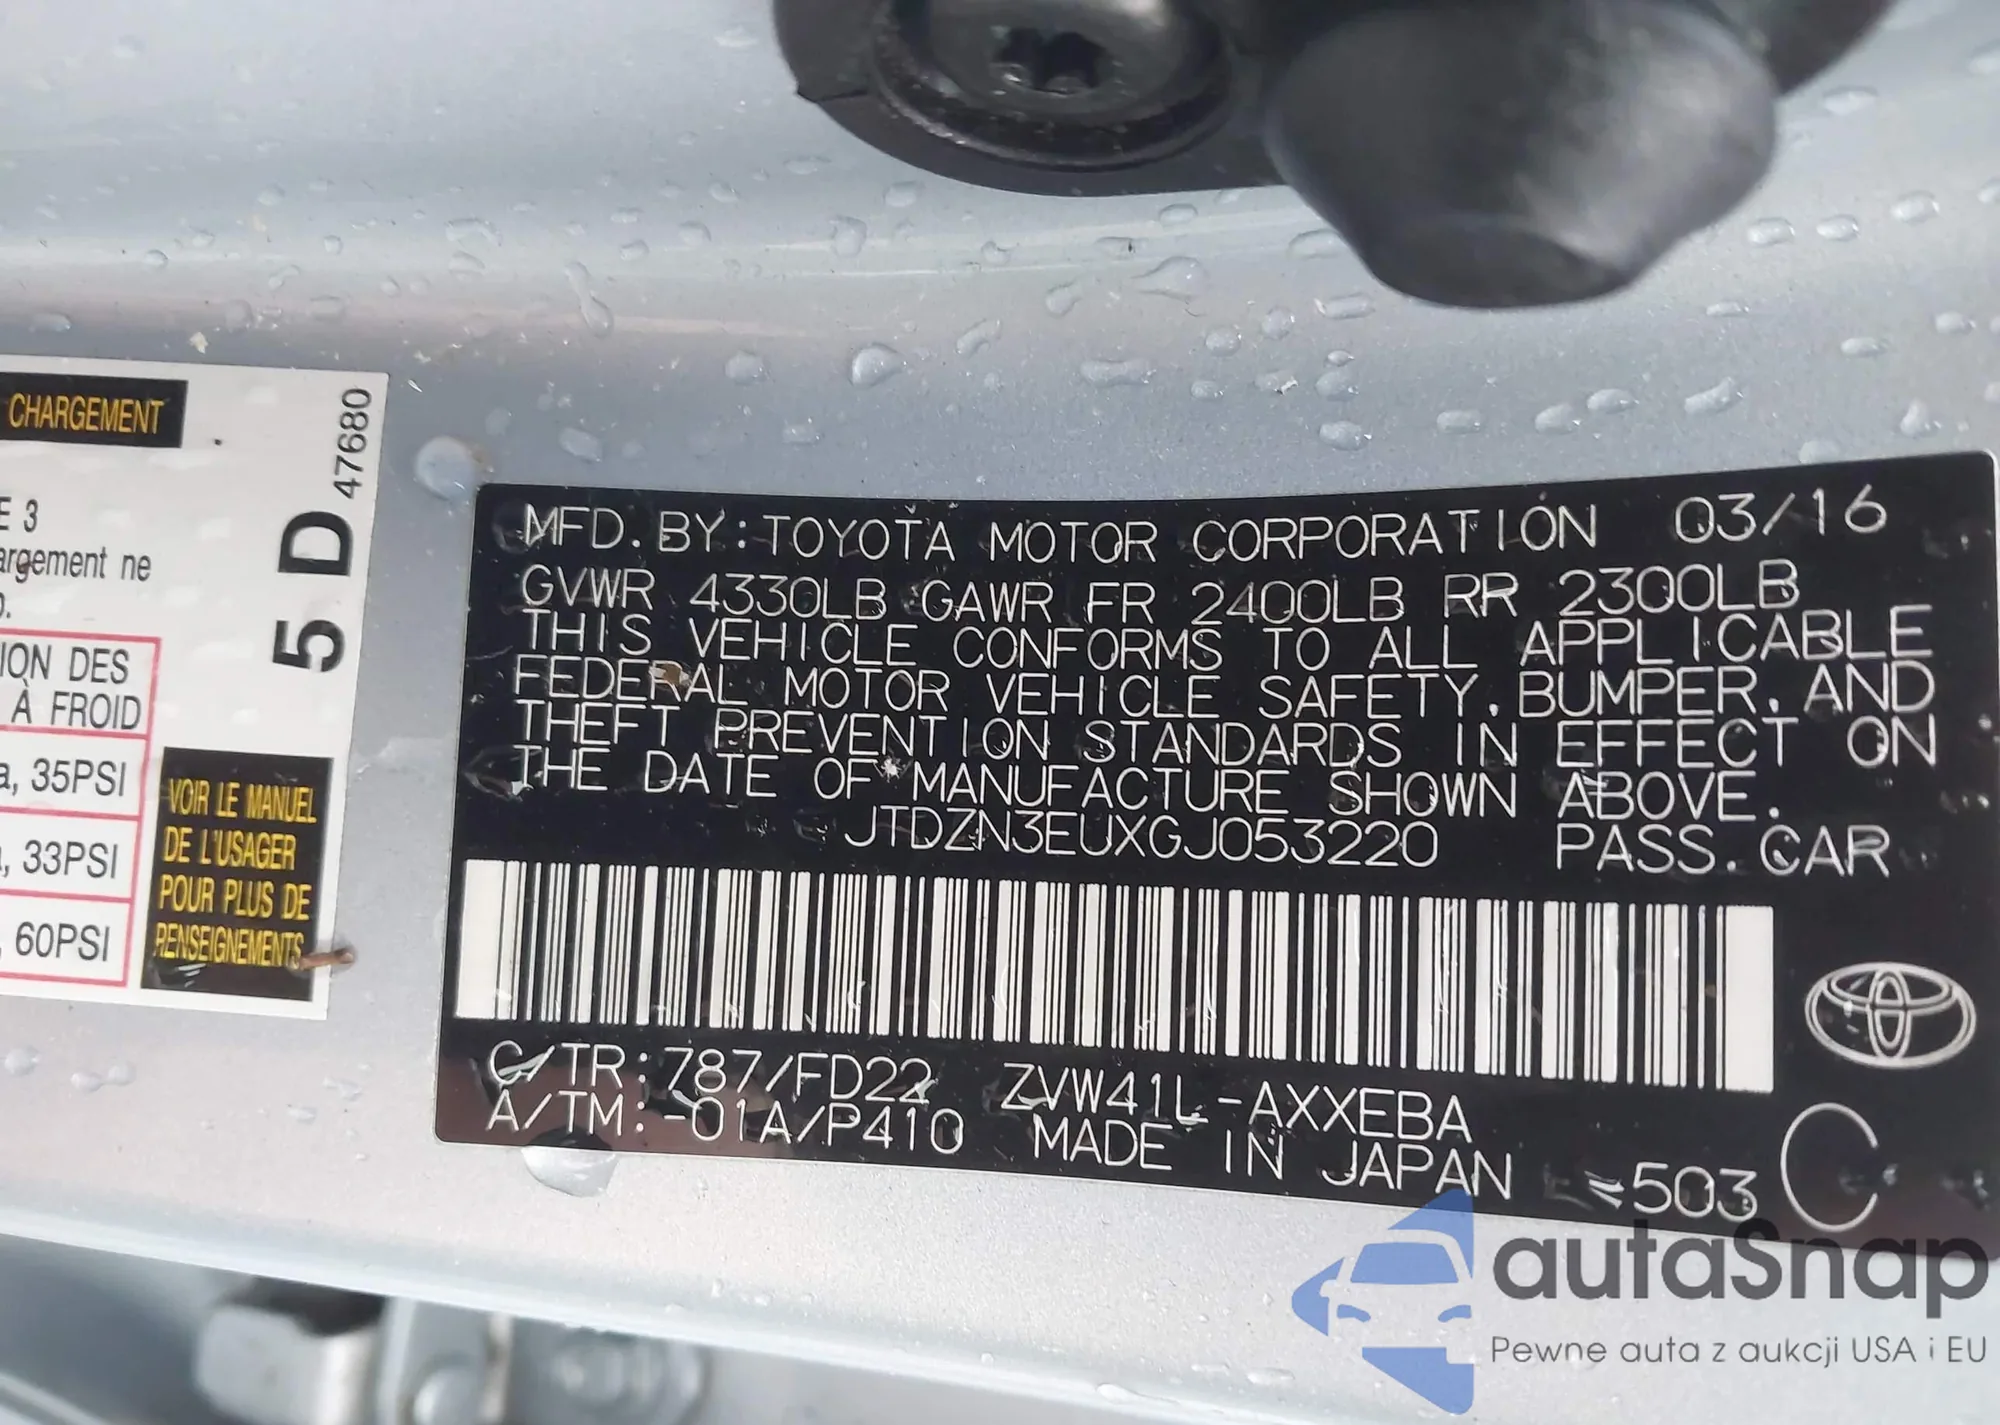 CHARGEMENT
E 3
argement ne
o.
ION DES
À FROID
a, 35PSI
, 33PSI
, 60PSI
VOIR LE MANUEL
DE L'USAGER
POUR PLUS DE
RENSEIGNEMENTS
5 D 47680
MFD. BY: TOYOTA MOTOR CORPORATION 03/16
GVWR 4330LB GAWR FR 2400LB RR 2300LB
THIS VEHICLE CONFORMS TO ALL APPLICABLE
FEDERAL MOTOR VEHICLE SAFETY, BUMPER, AND
THEFT PREVENTION STANDARDS IN EFFECT ON
THE DATE OF MANUFACTURE SHOWN ABOVE.
JTDZN3EUXGJ053220 PASS. CAR
C/TR: 787/FD22 ZVW41L-AXXEBA
A/TM: -01A/P410 MADE IN JAPAN 503 C
autaSnap
Pewne auta z aukcji USA i EU